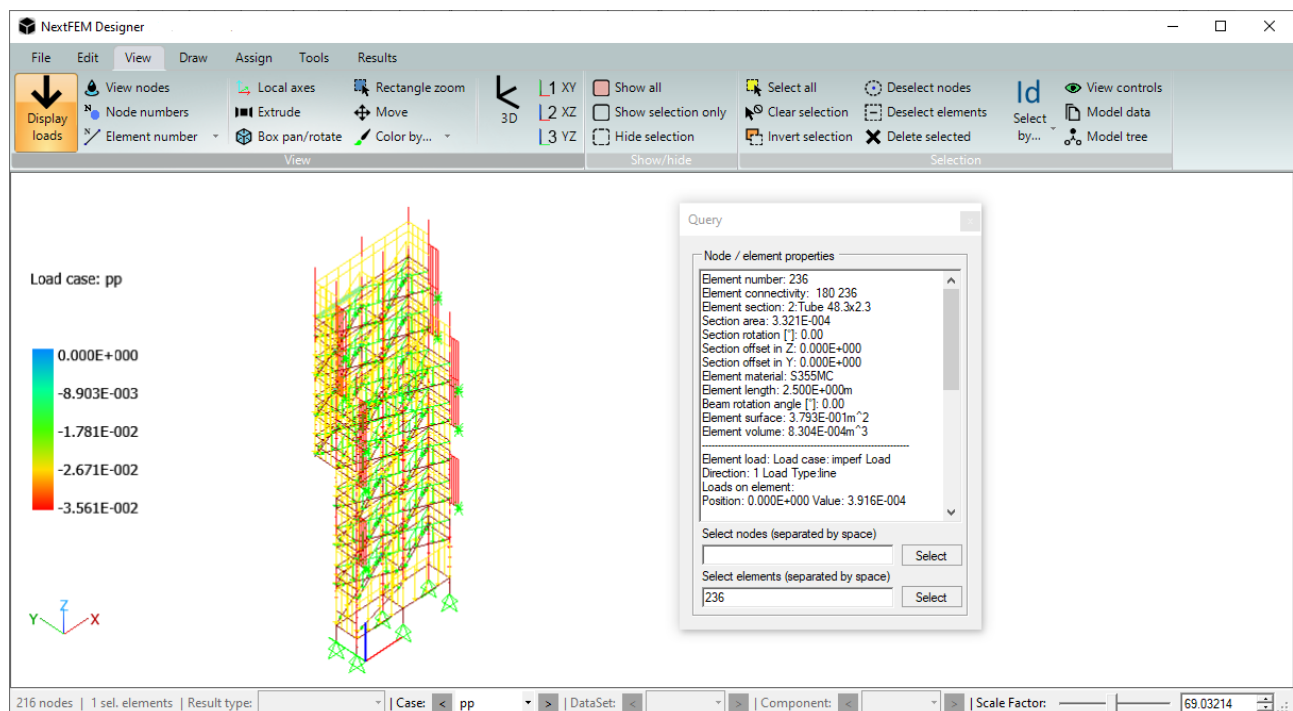 NextFEM Designer
File Edit View Draw Assign Tools Results
Display loads
View nodes
Node numbers
Element number
Local axes
Extrude
Box pan/rotate
Rectangle zoom
Move
Color by...
3D
1 XY
2 XZ
3 YZ
View
Show all
Show selection only
Hide selection
Show/hide
Select all
Clear selection
Invert selection
Deselect nodes
Deselect elements
Delete selected
Id
Select by...
View controls
Model data
Model tree
Selection
Load case: pp
0.000E+000
-8.903E-003
-1.781E-002
-2.671E-002
-3.561E-002
Z
Y X
Query
Node / element properties
Element number: 236
Element connectivity: 180 236
Element section: 2:Tube 48.3x2.3
Section area: 3.321E-004
Section rotation [°]: 0.00
Section offset in Z: 0.000E+000
Section offset in Y: 0.000E+000
Element material: S355MC
Element length: 2.500E+000m
Beam rotation angle [°]: 0.00
Element surface: 3.793E-001m^2
Element volume: 8.304E-004m^3
Element load: Load case: imperf Load
Direction: 1 Load Type:line
Loads on element:
Position: 0.000E+000 Value: 3.916E-004
Select nodes (separated by space)
Select
Select elements (separated by space)
236 Select
216 nodes | 1 sel. elements | Result type: | Case: < pp > | DataSet: < > | Component: < > | Scale Factor: 69.03214